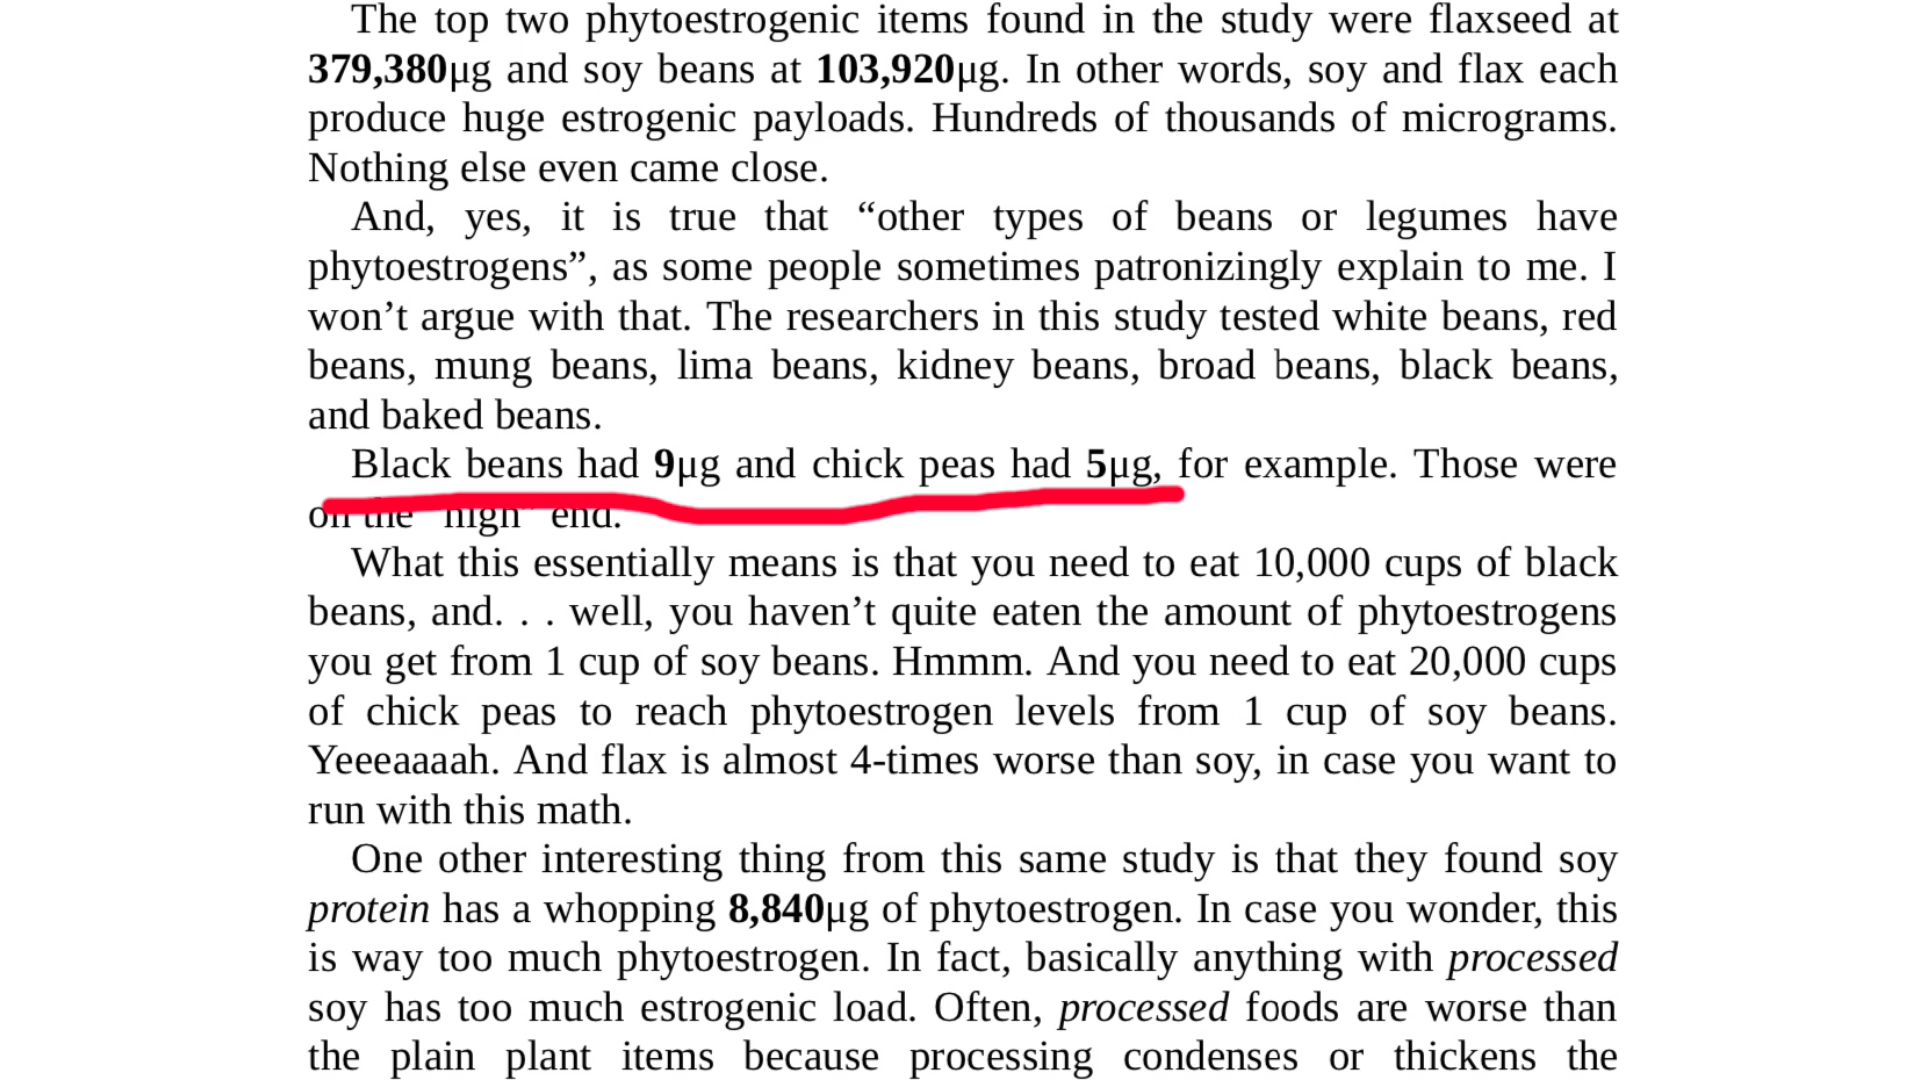 The top two phytoestrogenic items found in the study were flaxseed at
379,380μg and soy beans at 103,920μg. In other words, soy and flax each
produce huge estrogenic payloads. Hundreds of thousands of micrograms.
Nothing else even came close.
And, yes, it is true that “other types of beans or legumes have
phytoestrogens”, as some people sometimes patronizingly explain to me. I
won’t argue with that. The researchers in this study tested white beans, red
beans, mung beans, lima beans, kidney beans, broad beans, black beans,
and baked beans.
Black beans had 9μg and chick peas had 5μg, for example. Those were
on the “high” end.
What this essentially means is that you need to eat 10,000 cups of black
beans, and. . . well, you haven’t quite eaten the amount of phytoestrogens
you get from 1 cup of soy beans. Hmmm. And you need to eat 20,000 cups
of chick peas to reach phytoestrogen levels from 1 cup of soy beans.
Yeeeaaaah. And flax is almost 4-times worse than soy, in case you want to
run with this math.
One other interesting thing from this same study is that they found soy
protein has a whopping 8,840μg of phytoestrogen. In case you wonder, this
is way too much phytoestrogen. In fact, basically anything with processed
soy has too much estrogenic load. Often, processed foods are worse than
the plain plant items because processing condenses or thickens the